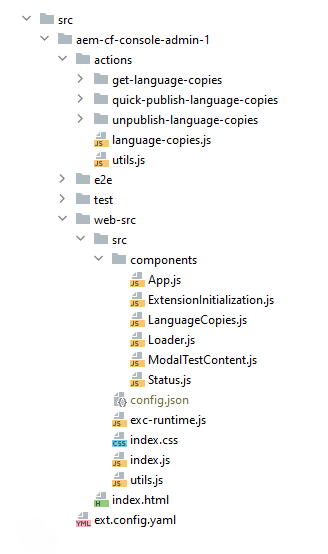 src
aem-cf-console-admin-1
actions
get-language-copies
quick-publish-language-copies
unpublish-language-copies
JS language-copies.js
JS utils.js
e2e
test
web-src
src
components
JS App.js
JS ExtensionInitialization.js
JS LanguageCopies.js
JS Loader.js
JS ModalTestContent.js
JS Status.js
config.json
JS exc-runtime.js
CSS index.css
JS index.js
JS utils.js
index.html
YML ext.config.yaml